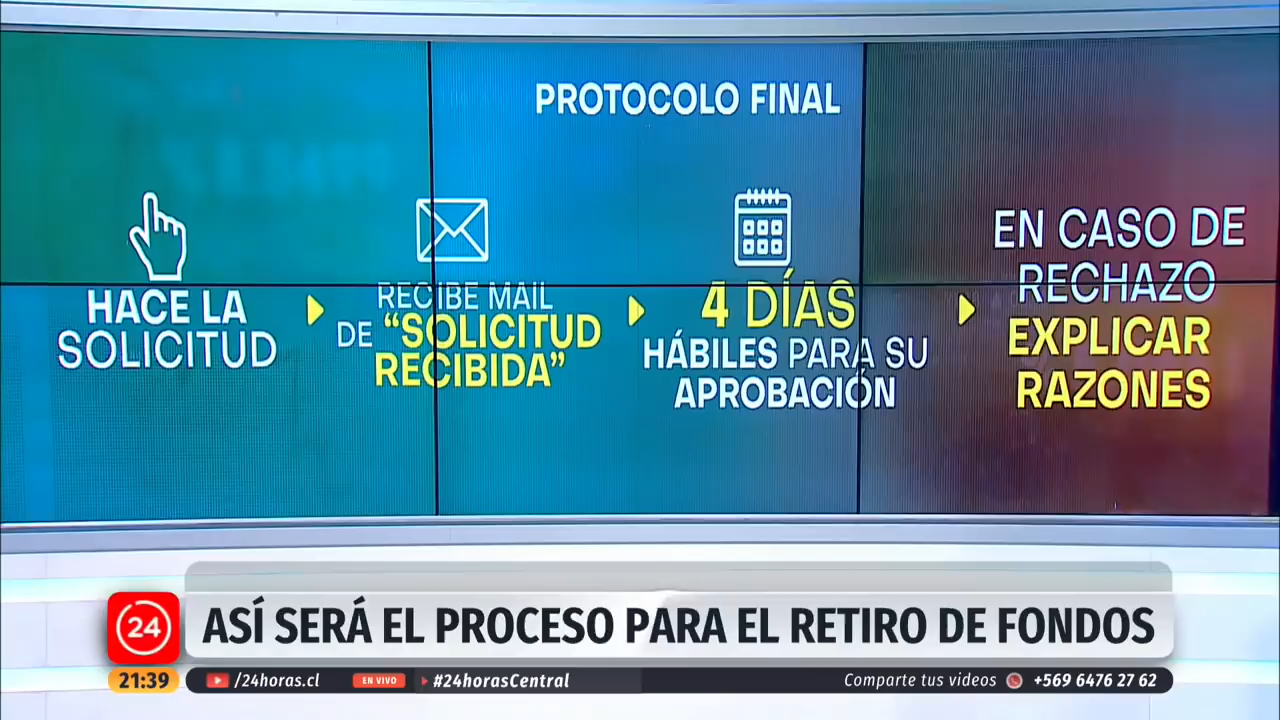 PROTOCOLO FINAL
HACE LA
SOLICITUD
RECIBE MAIL
DE “SOLICITUD
RECIBIDA”
4 DÍAS
HÁBILES PARA SU
APROBACIÓN
EN CASO DE
RECHAZO
EXPLICAR
RAZONES
24
ASÍ SERÁ EL PROCESO PARA EL RETIRO DE FONDOS
21:39
/24horas.cl
EN VIVO
#24horasCentral
Comparte tus videos
+569 6476 27 62